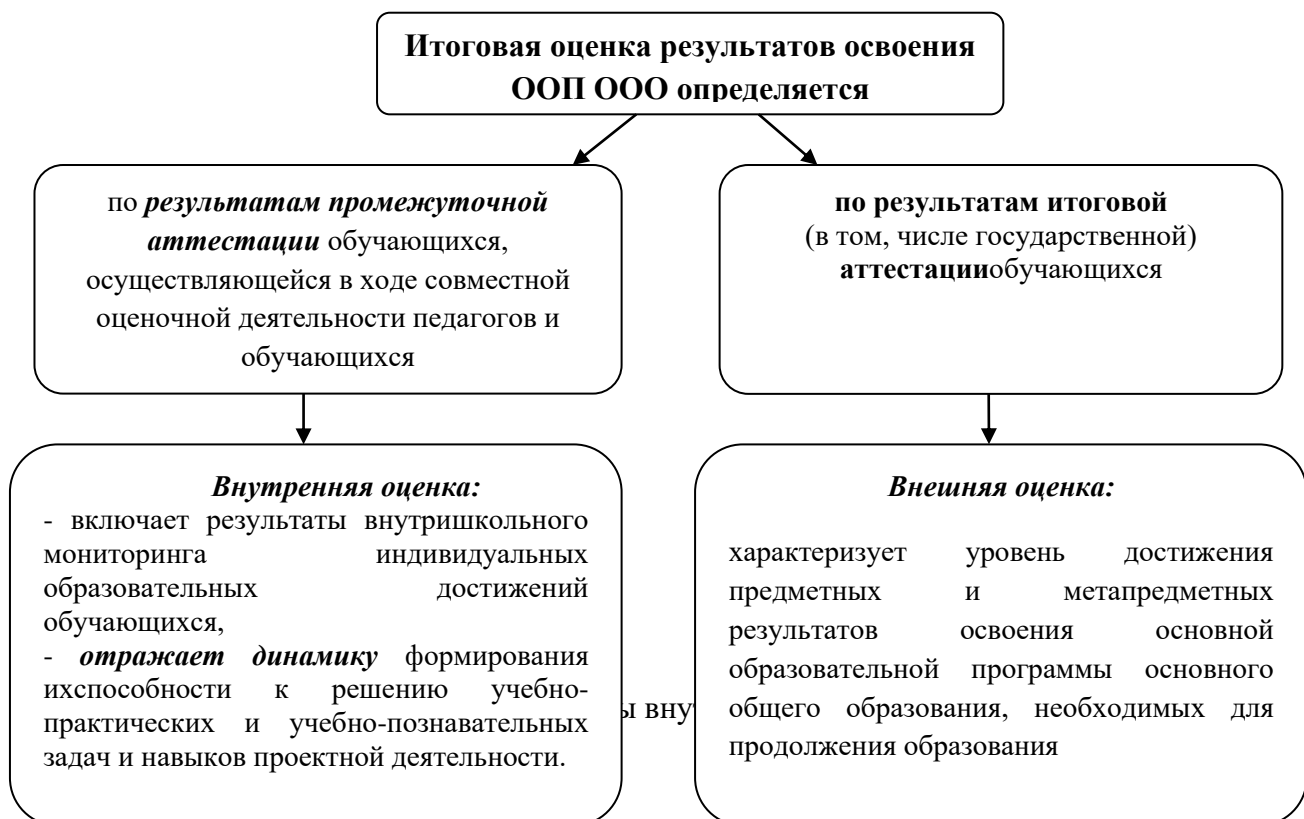 Итоговая оценка результатов освоения
ООП ООО определяется
по результатам промежуточной
аттестации обучающихся,
осуществляющейся в ходе совместной
оценочной деятельности педагогов и
обучающихся
по результатам итоговой
(в том, числе государственной)
аттестацииобучающихся
Внутренняя оценка:
- включает результаты внутришкольного
мониторинга индивидуальных
образовательных достижений
обучающихся,
- отражает динамику формирования
ихспособности к решению учебно-
практических и учебно-познавательных
задач и навыков проектной деятельности.
Внешняя оценка:
характеризует уровень достижения
предметных и метапредметных
результатов освоения основной
образовательной программы основного
общего образования, необходимых для
продолжения образования